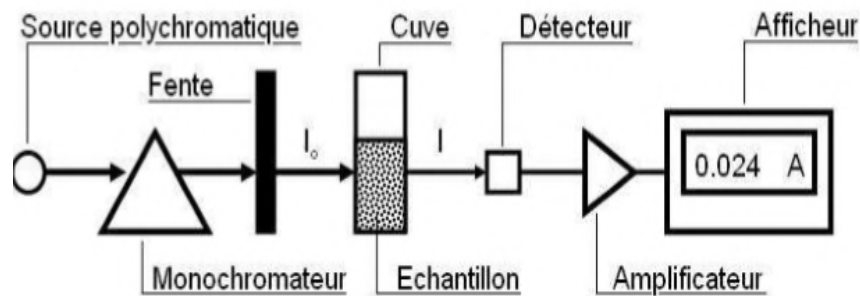 Source polychromatique
Cuve
Détecteur
Afficheur
Fente
I₀
I
0.024 A
Monochromateur
Echantillon
Amplificateur